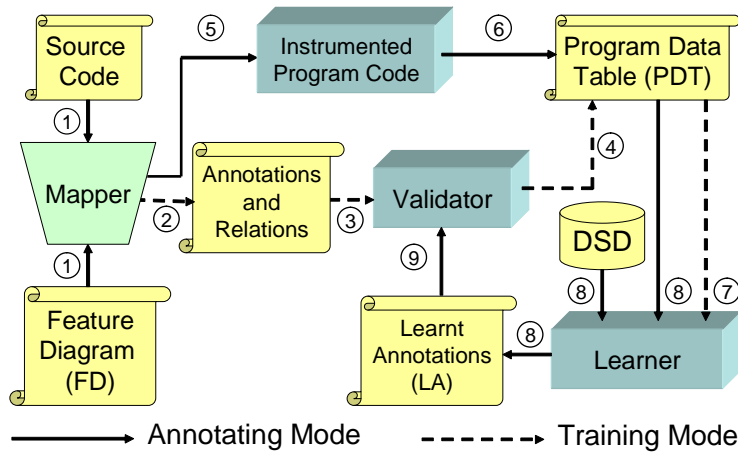 Source
Code
⑤
Instrumented
Program Code
⑥
Program Data
Table (PDT)
①
Mapper
②
Annotations
and
Relations
③
Validator
④
DSD
①
⑨
⑧
⑧
⑦
Feature
Diagram
(FD)
Learnt
Annotations
(LA)
⑧
Learner
Annotating Mode
Training Mode